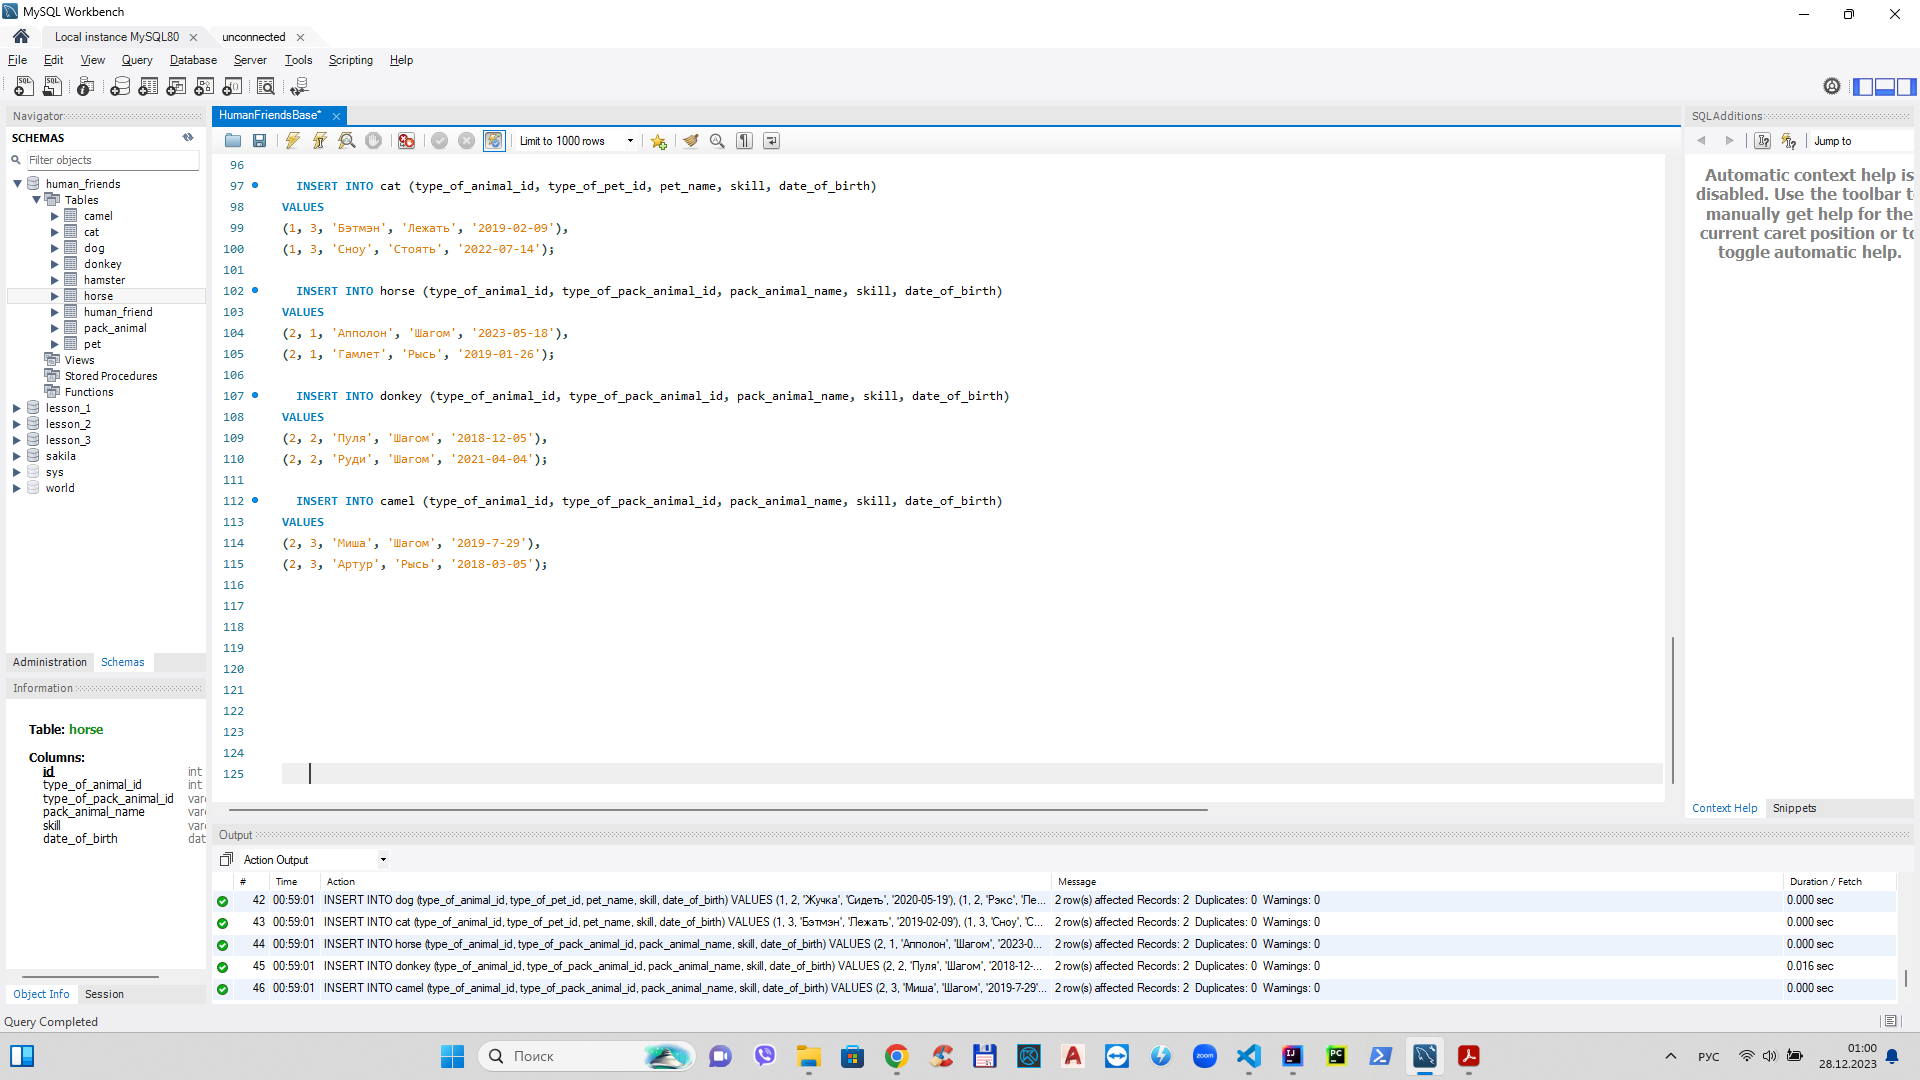 MySQL Workbench
Local instance MySQL80
unconnected
File Edit View Query Database Server Tools Scripting Help
Navigator
SCHEMAS
Filter objects
human_friends
Tables
camel
cat
dog
donkey
hamster
horse
human_friend
pack_animal
pet
Views
Stored Procedures
Functions
lesson_1
lesson_2
lesson_3
sakila
sys
world
Administration Schemas
Information
Table: horse
Columns:
id int
type_of_animal_id int
type_of_pack_animal_id varc
pack_animal_name varc
skill varc
date_of_birth dat
Object Info Session
HumanFriendsBase*
Limit to 1000 rows
96
97 INSERT INTO cat (type_of_animal_id, type_of_pet_id, pet_name, skill, date_of_birth)
98 VALUES
99 (1, 3, 'Бэтмэн', 'Лежать', '2019-02-09'),
100 (1, 3, 'Сноу', 'Стоять', '2022-07-14');
101
102 INSERT INTO horse (type_of_animal_id, type_of_pack_animal_id, pack_animal_name, skill, date_of_birth)
103 VALUES
104 (2, 1, 'Апполон', 'Шагом', '2023-05-18'),
105 (2, 1, 'Гамлет', 'Рысь', '2019-01-26');
106
107 INSERT INTO donkey (type_of_animal_id, type_of_pack_animal_id, pack_animal_name, skill, date_of_birth)
108 VALUES
109 (2, 2, 'Пуля', 'Шагом', '2018-12-05'),
110 (2, 2, 'Руди', 'Шагом', '2021-04-04');
111
112 INSERT INTO camel (type_of_animal_id, type_of_pack_animal_id, pack_animal_name, skill, date_of_birth)
113 VALUES
114 (2, 3, 'Миша', 'Шагом', '2019-7-29'),
115 (2, 3, 'Артур', 'Рысь', '2018-03-05');
116
117
118
119
120
121
122
123
124
125
SQLAdditions
Jump to
Automatic context help is
disabled. Use the toolbar t
manually get help for the
current caret position or to
toggle automatic help.
Context Help Snippets
Output
Action Output
# Time Action Message Duration / Fetch
42 00:59:01 INSERT INTO dog (type_of_animal_id, type_of_pet_id, pet_name, skill, date_of_birth) VALUES (1, 2, 'Жучка', 'Сидеть', '2020-05-19'), (1, 2, 'Рэкс', 'Ле... 2 row(s) affected Records: 2 Duplicates: 0 Warnings: 0 0.000 sec
43 00:59:01 INSERT INTO cat (type_of_animal_id, type_of_pet_id, pet_name, skill, date_of_birth) VALUES (1, 3, 'Бэтмэн', 'Лежать', '2019-02-09'), (1, 3, 'Сноу', 'С... 2 row(s) affected Records: 2 Duplicates: 0 Warnings: 0 0.000 sec
44 00:59:01 INSERT INTO horse (type_of_animal_id, type_of_pack_animal_id, pack_animal_name, skill, date_of_birth) VALUES (2, 1, 'Апполон', 'Шагом', '2023-0... 2 row(s) affected Records: 2 Duplicates: 0 Warnings: 0 0.000 sec
45 00:59:01 INSERT INTO donkey (type_of_animal_id, type_of_pack_animal_id, pack_animal_name, skill, date_of_birth) VALUES (2, 2, 'Пуля', 'Шагом', '2018-12-... 2 row(s) affected Records: 2 Duplicates: 0 Warnings: 0 0.016 sec
46 00:59:01 INSERT INTO camel (type_of_animal_id, type_of_pack_animal_id, pack_animal_name, skill, date_of_birth) VALUES (2, 3, 'Миша', 'Шагом', '2019-7-29'... 2 row(s) affected Records: 2 Duplicates: 0 Warnings: 0 0.000 sec
Query Completed
Поиск
zoom
РУС
01:00
28.12.2023